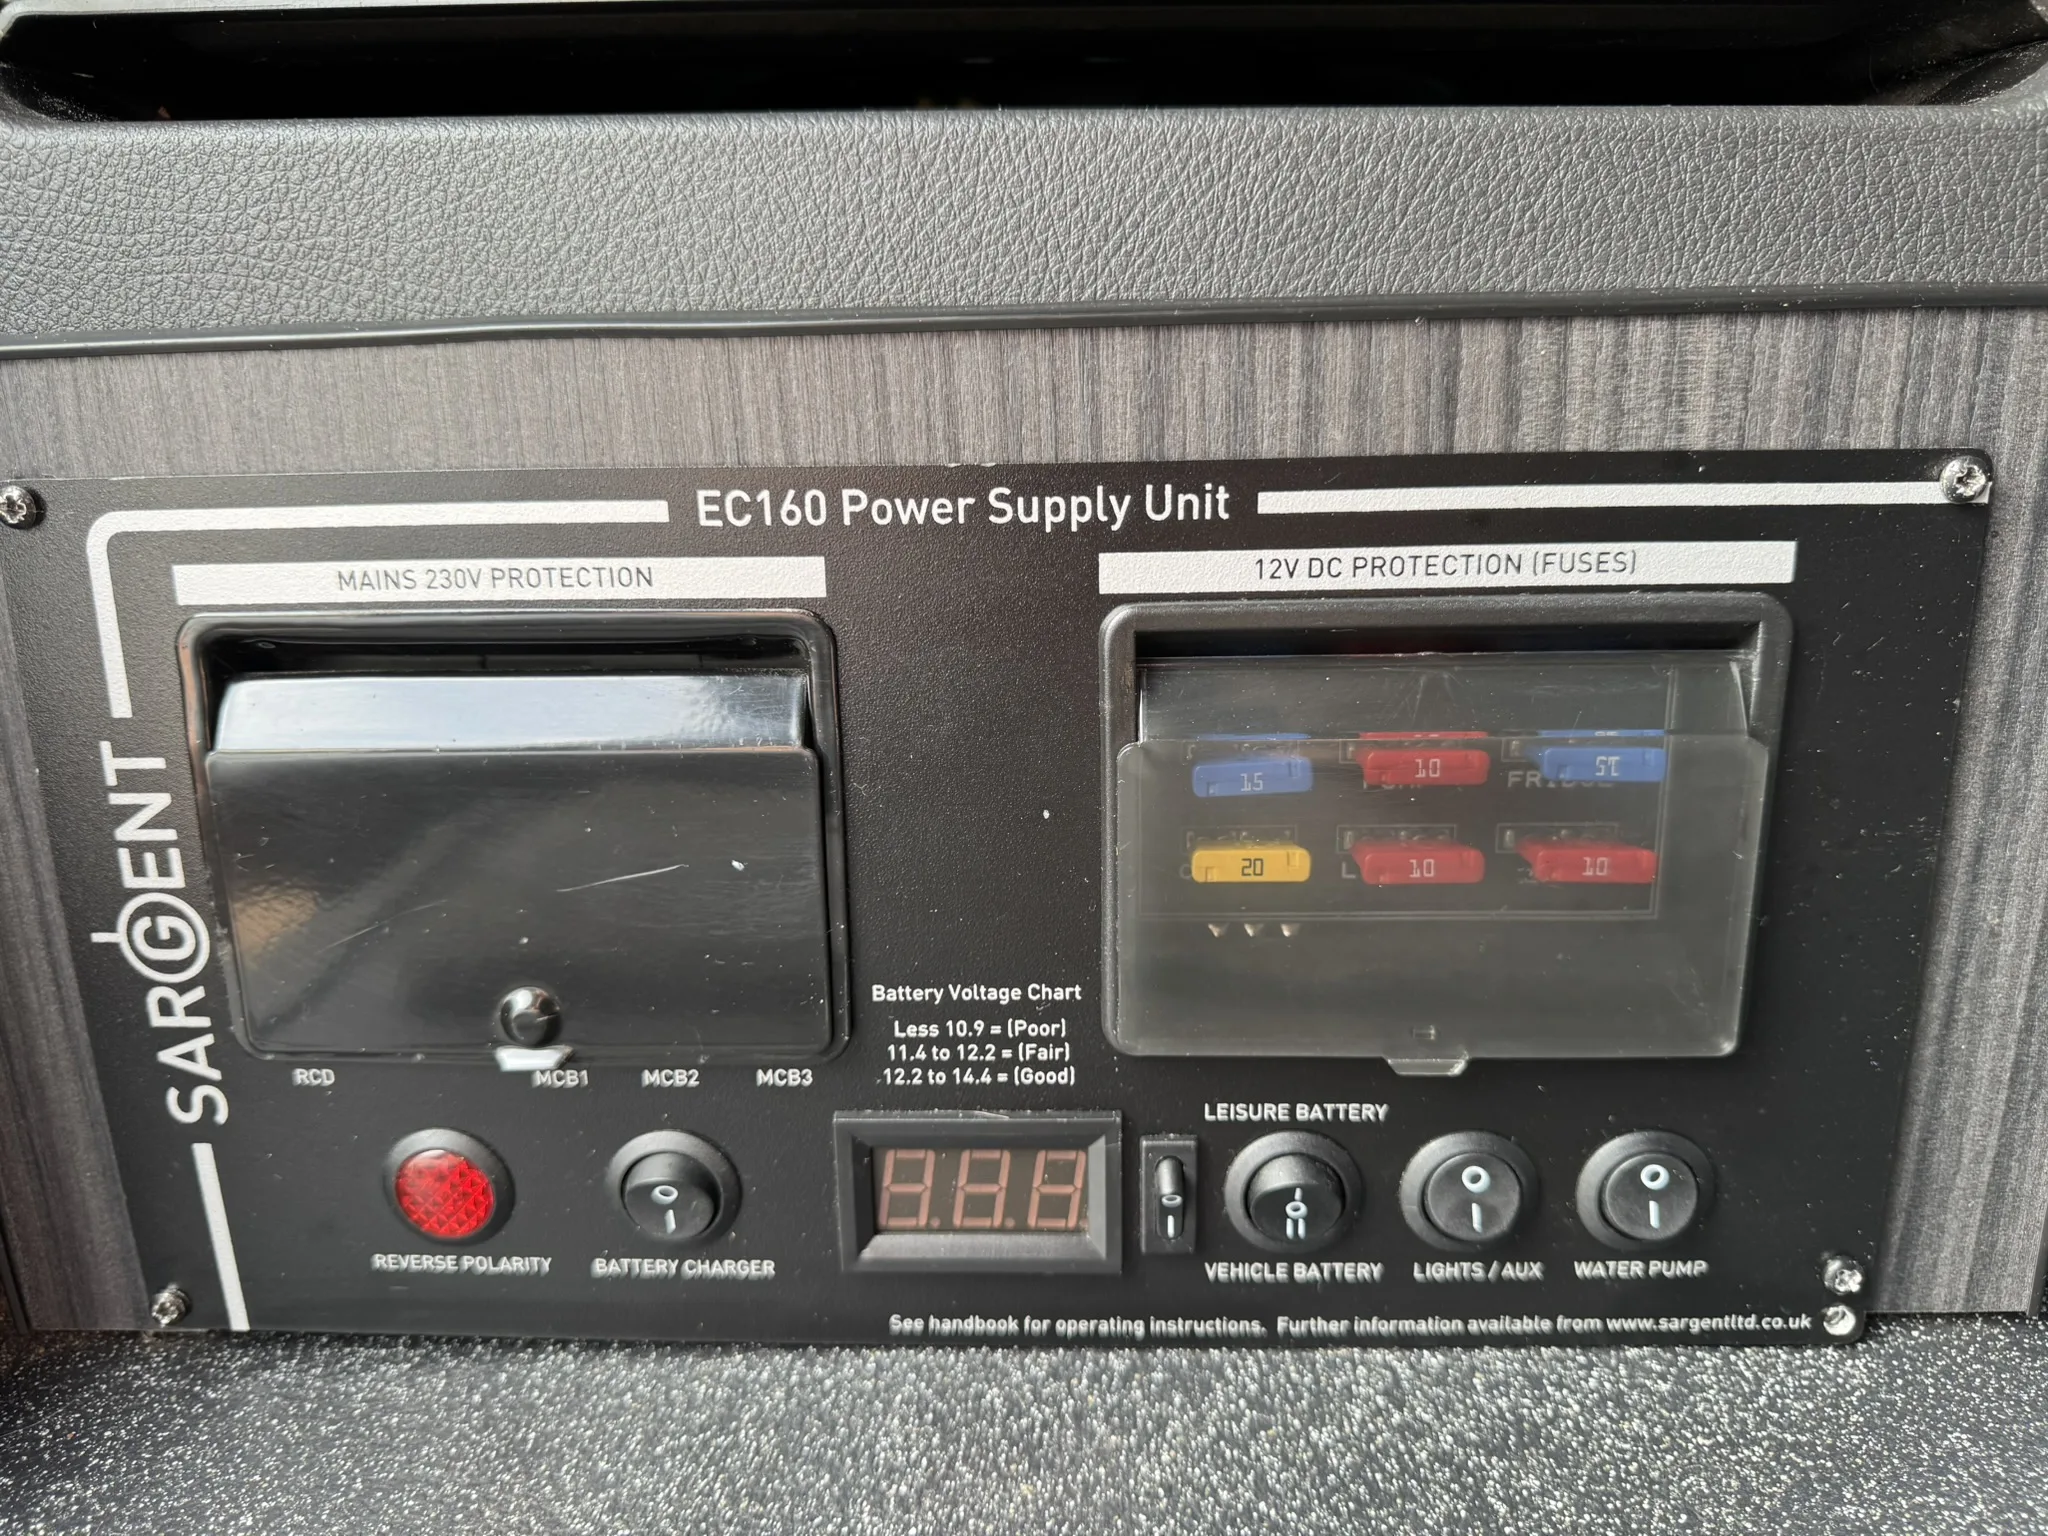 EC160 Power Supply Unit
MAINS 230V PROTECTION
12V DC PROTECTION (FUSES)
SARGENT
15
10
15
FRIDGE
20
10
10
Battery Voltage Chart
Less 10.9 = (Poor)
11.4 to 12.2 = (Fair)
12.2 to 14.4 = (Good)
RCD
MCB1
MCB2
MCB3
LEISURE BATTERY
REVERSE POLARITY
BATTERY CHARGER
VEHICLE BATTERY
LIGHTS / AUX
WATER PUMP
See handbook for operating instructions. Further information available from www.sargentltd.co.uk